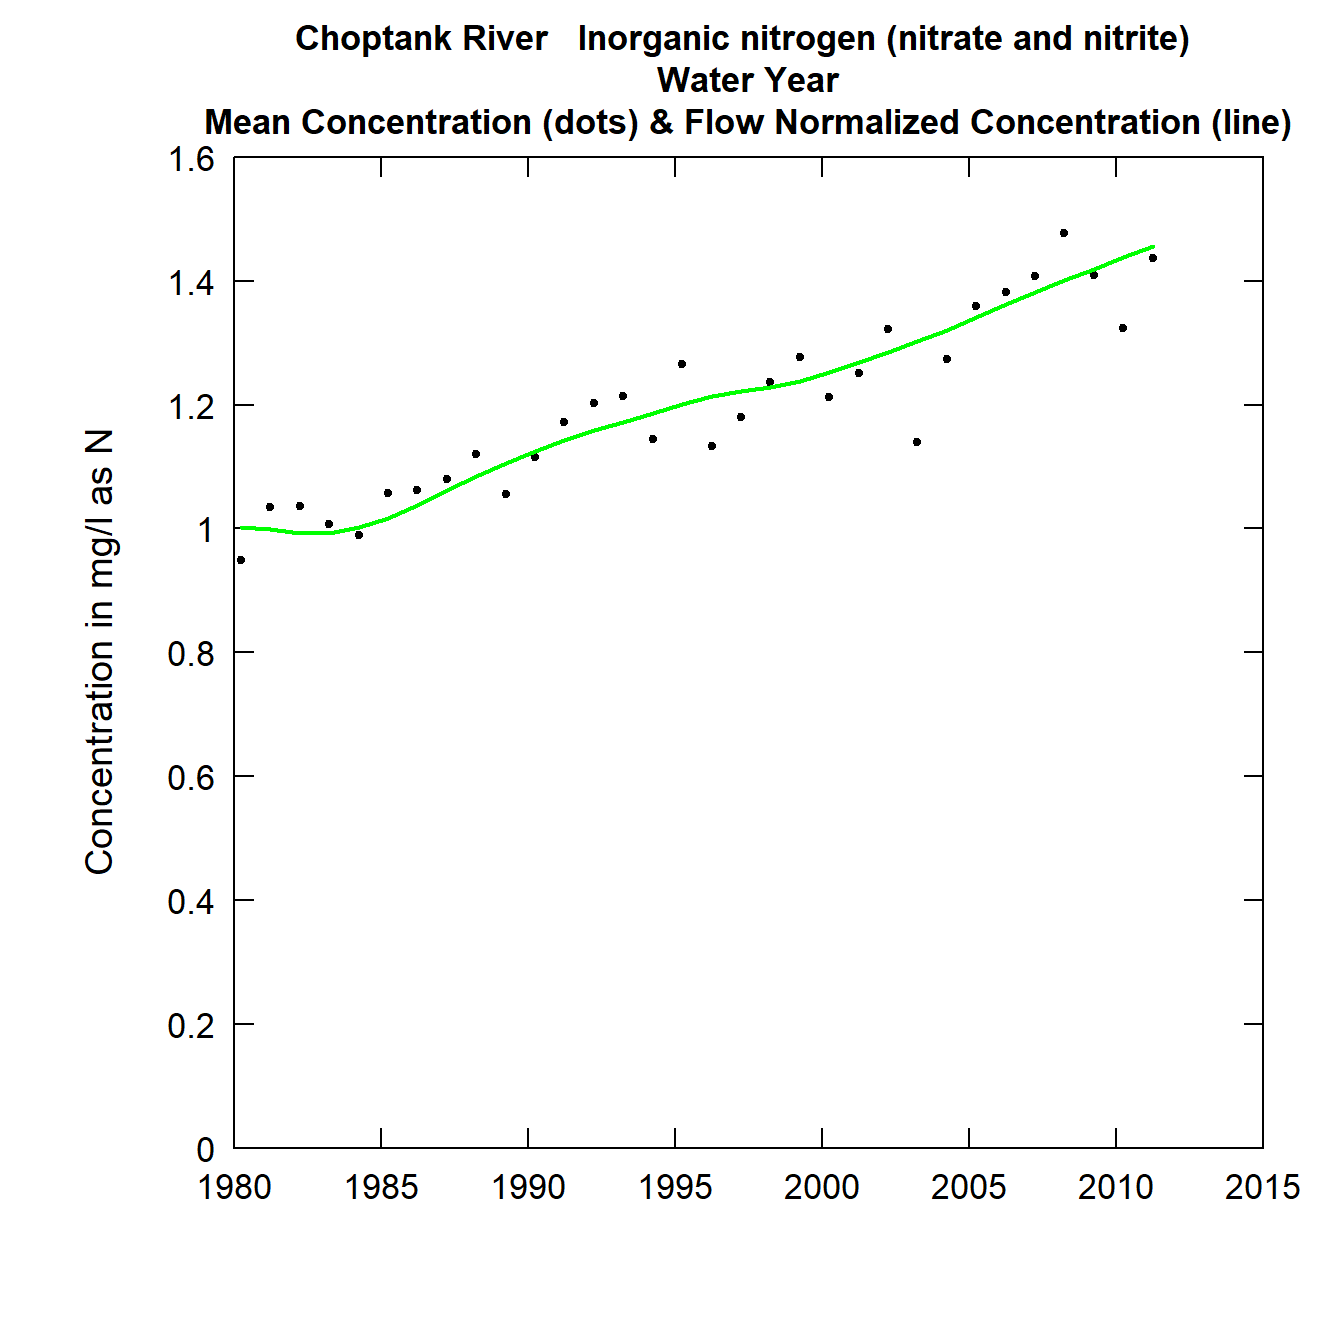 Choptank River   Inorganic nitrogen (nitrate and nitrite)
Water Year
Mean Concentration (dots) & Flow Normalized Concentration (line)
1.6
1.4
1.2
1
0.8
0.6
0.4
0.2
0
Concentration in mg/l as N
1980 1985 1990 1995 2000 2005 2010 2015